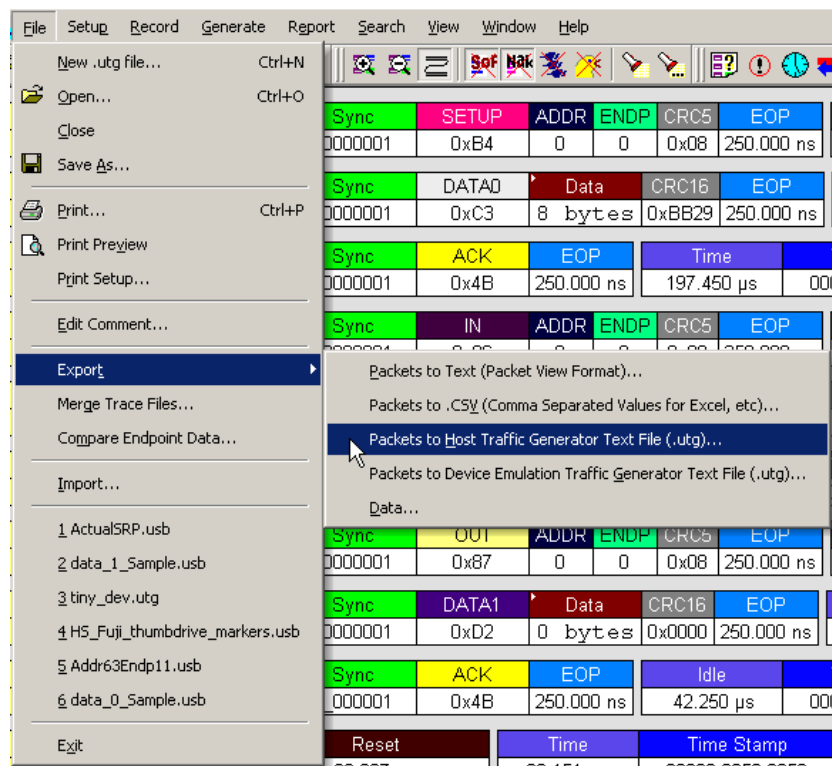 File Setup Record Generate Report Search View Window Help
New .utg file... Ctrl+N
Open... Ctrl+O
Close
Save As...
Print... Ctrl+P
Print Preview
Print Setup...
Edit Comment...
Export
Merge Trace Files...
Compare Endpoint Data...
Import...
1 ActualSRP.usb
2 data_1_Sample.usb
3 tiny_dev.utg
4 HS_Fuji_thumbdrive_markers.usb
5 Addr63Endp11.usb
6 data_0_Sample.usb
Exit
Packets to Text (Packet View Format)...
Packets to .CSV (Comma Separated Values for Excel, etc)...
Packets to Host Traffic Generator Text File (.utg)...
Packets to Device Emulation Traffic Generator Text File (.utg)...
Data...
Sof Nak
Sync SETUP ADDR ENDP CRC5 EOP
0000001 0xB4 0 0 0x08 250.000 ns
Sync DATA0 Data CRC16 EOP
0000001 0xC3 8 bytes 0xBB29 250.000 ns
Sync ACK EOP Time
0000001 0x4B 250.000 ns 197.450 µs 00
Sync IN ADDR ENDP CRC5 EOP
Sync OUT ADDR ENDP CRC5 EOP
0000001 0x87 0 0 0x08 250.000 ns
Sync DATA1 Data CRC16 EOP
0000001 0xD2 0 bytes 0x0000 250.000 ns
Sync ACK EOP Idle
_000001 0x4B 250.000 ns 42.250 µs 00
Reset Time Time Stamp